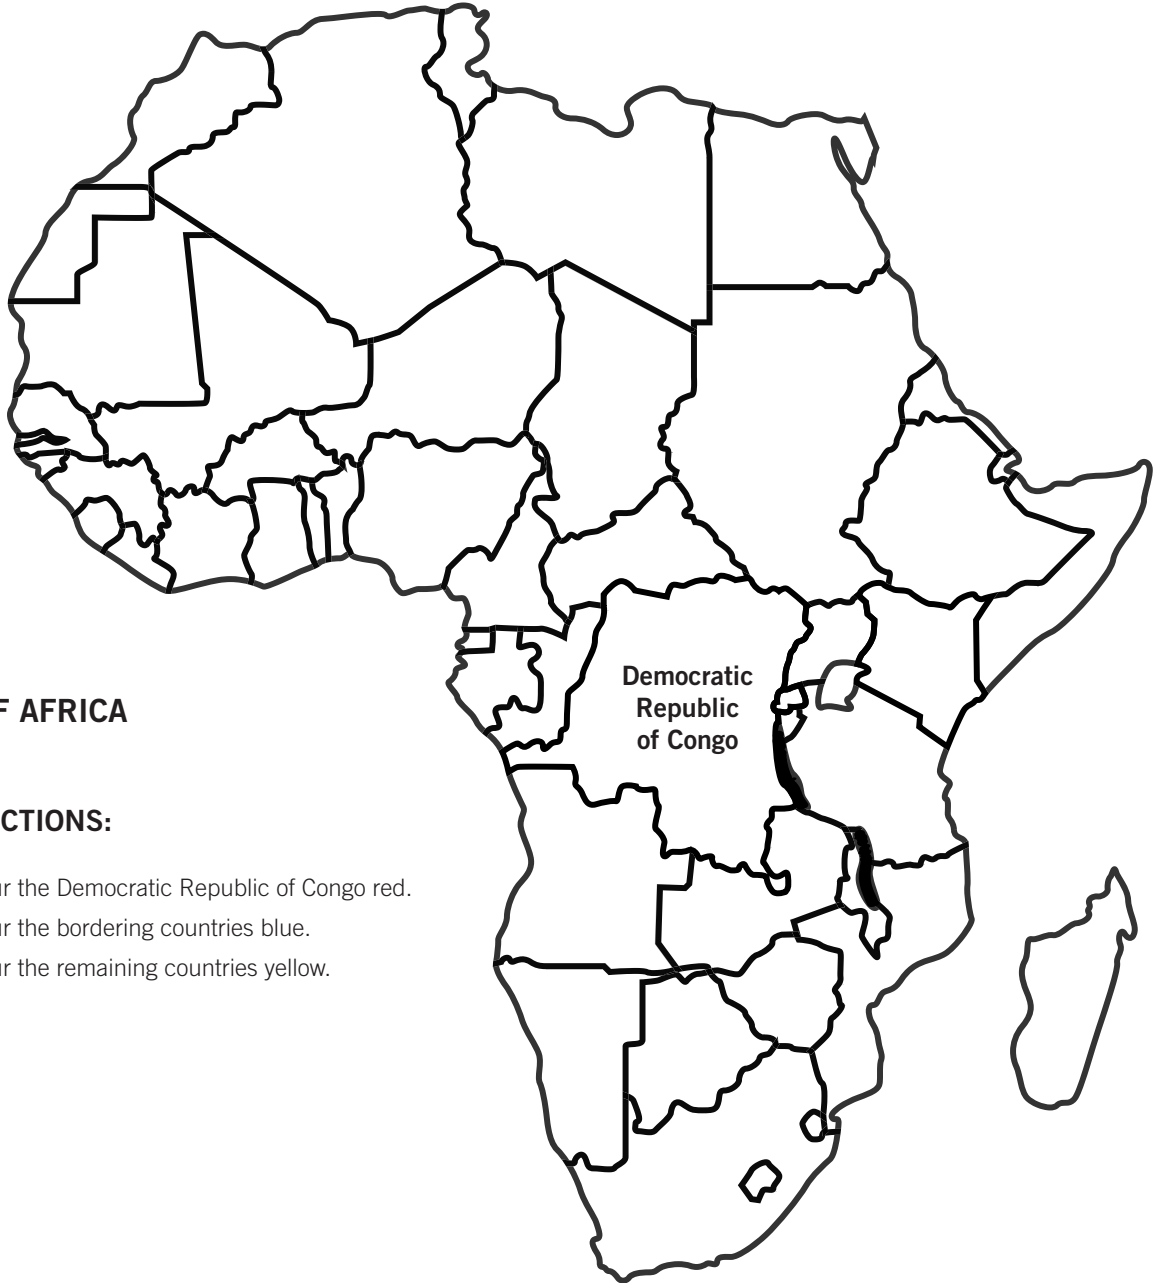 F AFRICA
CTIONS:
ur the Democratic Republic of Congo red.
ur the bordering countries blue.
ur the remaining countries yellow.
Democratic
Republic
of Congo